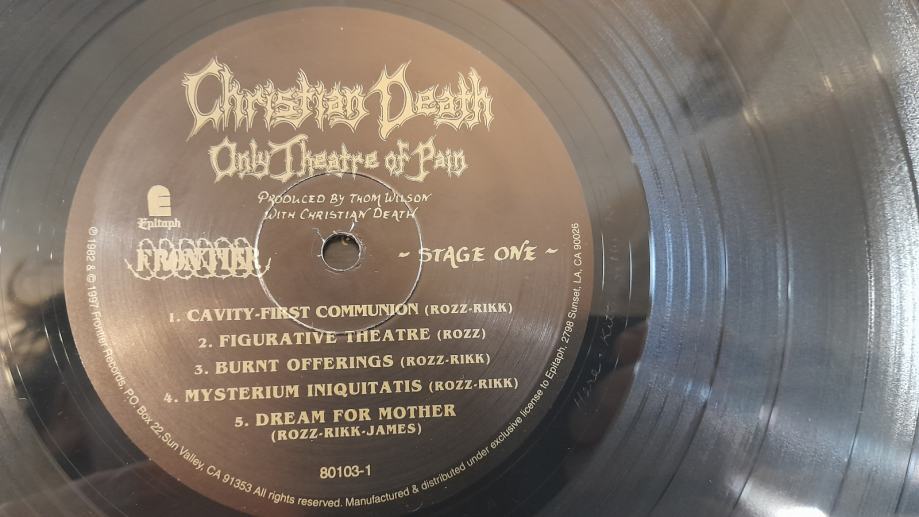 Christian Death
Only Theatre of Pain
PRODUCED BY THOM WILSON
WITH CHRISTIAN DEATH
Epitaph
FRONTIER
~ STAGE ONE ~
1. CAVITY-FIRST COMMUNION (ROZZ-RIKK)
2. FIGURATIVE THEATRE (ROZZ)
3. BURNT OFFERINGS (ROZZ-RIKK)
4. MYSTERIUM INIQUITATIS (ROZZ-RIKK)
5. DREAM FOR MOTHER
(ROZZ-RIKK-JAMES)
80103-1
℗ 1982 & © 1997 Frontier Records, P.O. Box 22, Sun Valley, CA 91353 All rights reserved. Manufactured & distributed under exclusive license to Epitaph, 2798 Sunset, LA, CA 90026